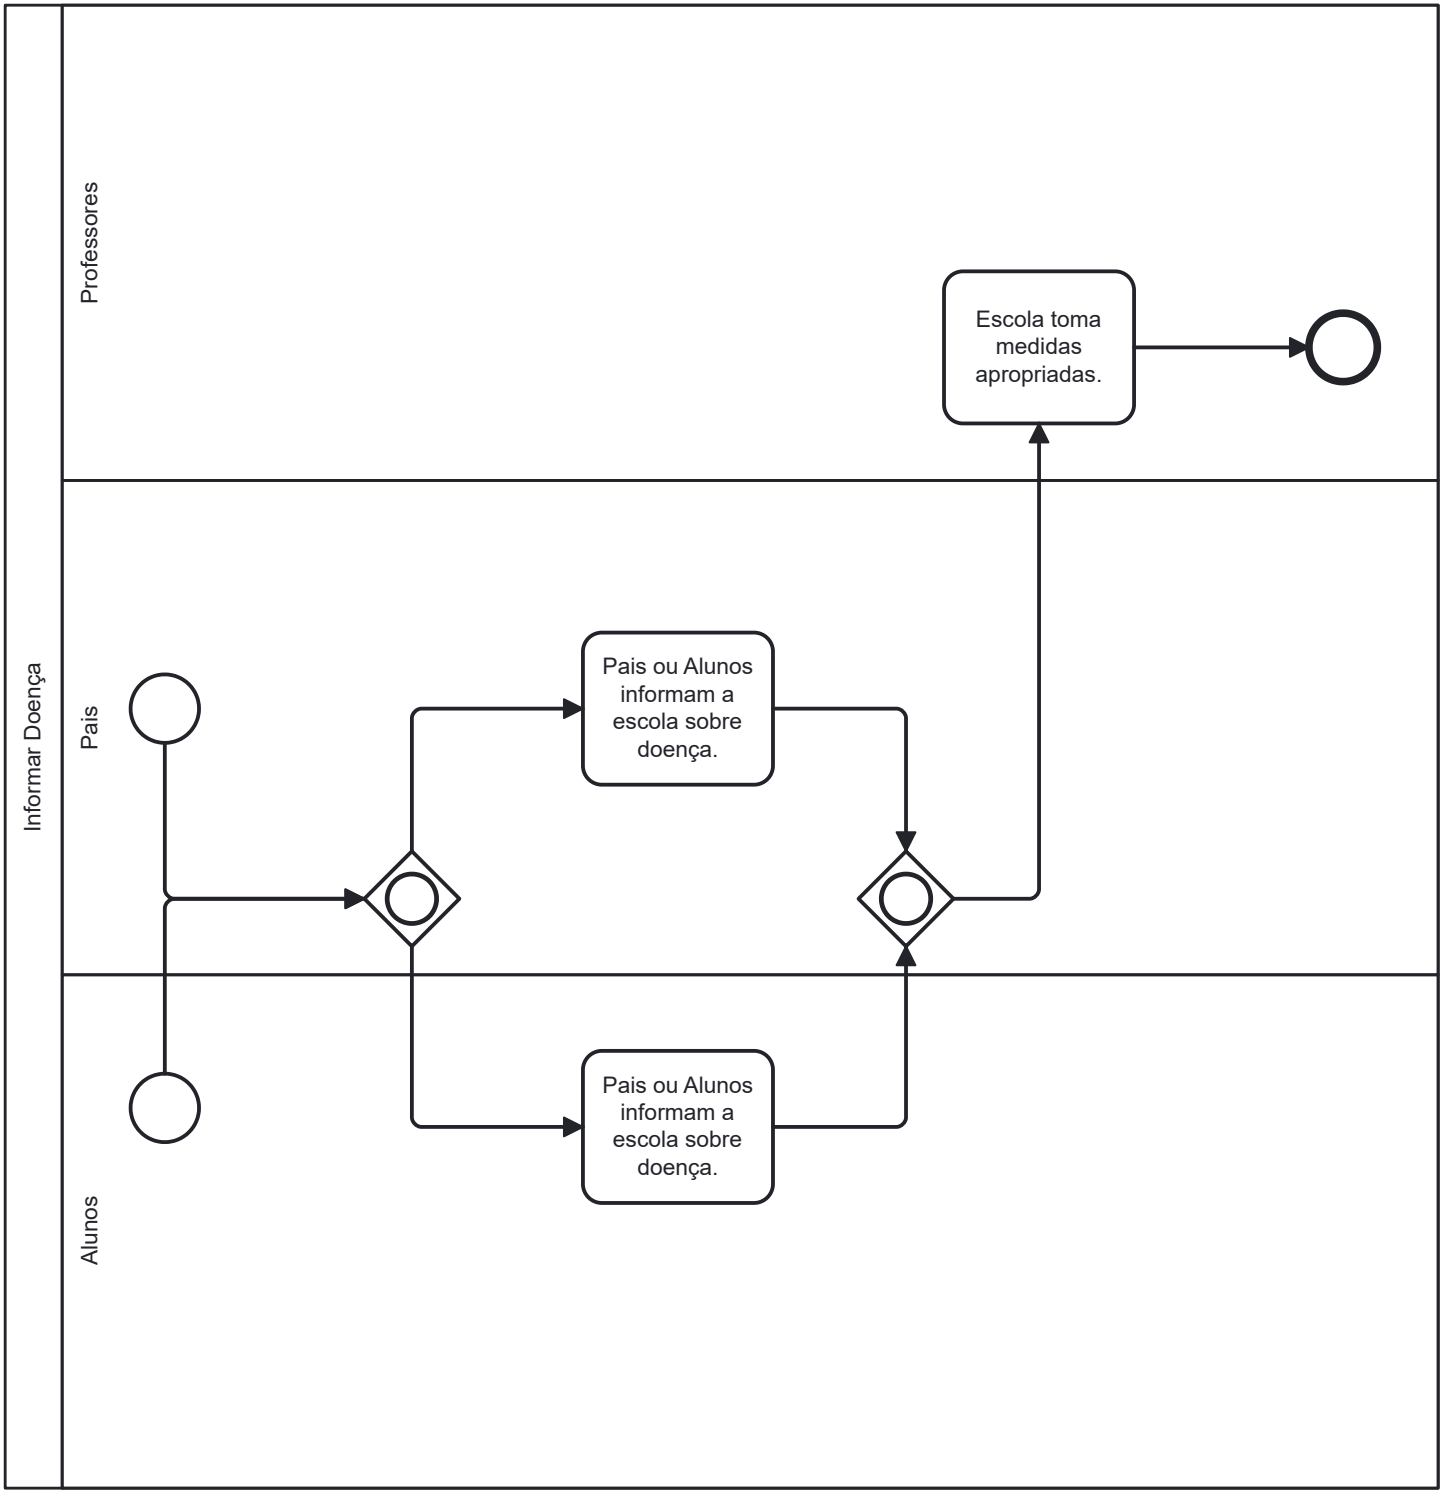 Informar Doença
Professores
Escola toma
medidas
apropriadas.
Pais
Pais ou Alunos
informam a
escola sobre
doença.
Alunos
Pais ou Alunos
informam a
escola sobre
doença.